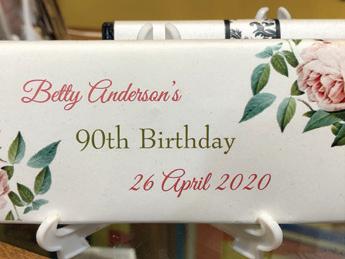 Betty Anderson's
90th Birthday
26 April 2020